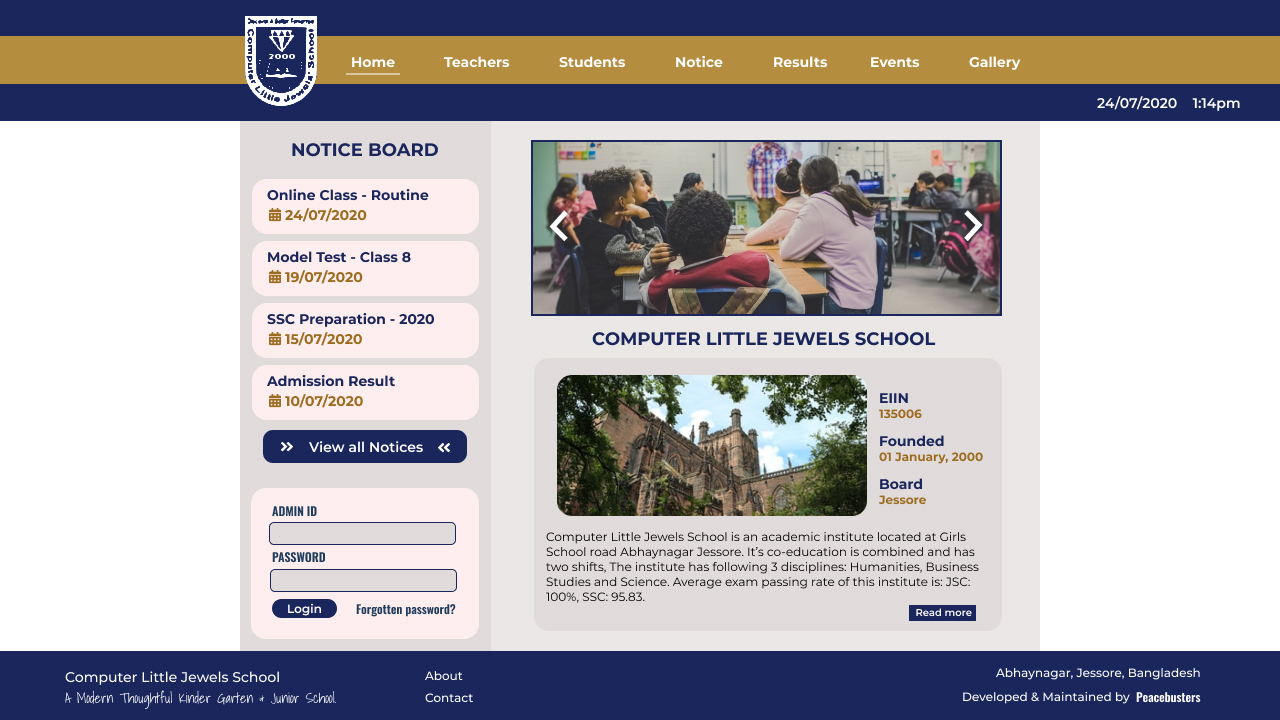 Computer Little Jewels School
2000
Home Teachers Students Notice Results Events Gallery
24/07/2020 1:14pm
NOTICE BOARD
Online Class - Routine
24/07/2020
Model Test - Class 8
19/07/2020
SSC Preparation - 2020
15/07/2020
Admission Result
10/07/2020
View all Notices
ADMIN ID
PASSWORD
Login Forgotten password?
COMPUTER LITTLE JEWELS SCHOOL
EIIN
135006
Founded
01 January, 2000
Board
Jessore
Computer Little Jewels School is an academic institute located at Girls
School road Abhaynagar Jessore. It's co-education is combined and has
two shifts, The institute has following 3 disciplines: Humanities, Business
Studies and Science. Average exam passing rate of this institute is: JSC:
100%, SSC: 95.83.
Read more
Computer Little Jewels School
A Modern Thoughtful Kinder Garten & Junior School.
About
Contact
Abhaynagar, Jessore, Bangladesh
Developed & Maintained by Peacebusters